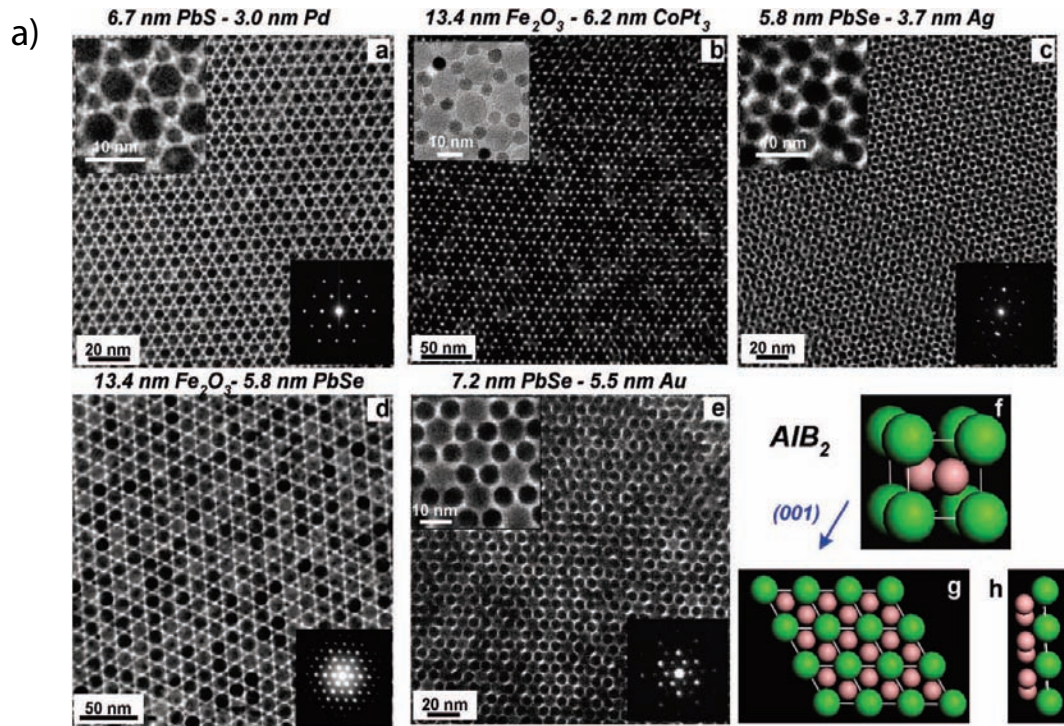 a)
6.7 nm PbS - 3.0 nm Pd
13.4 nm Fe₂O₃ - 6.2 nm CoPt₃
5.8 nm PbSe - 3.7 nm Ag
a
10 nm
20 nm
b
10 nm
50 nm
c
10 nm
20 nm
13.4 nm Fe₂O₃- 5.8 nm PbSe
7.2 nm PbSe - 5.5 nm Au
d
50 nm
e
10 nm
20 nm
AlB₂
(001)
f
g
h